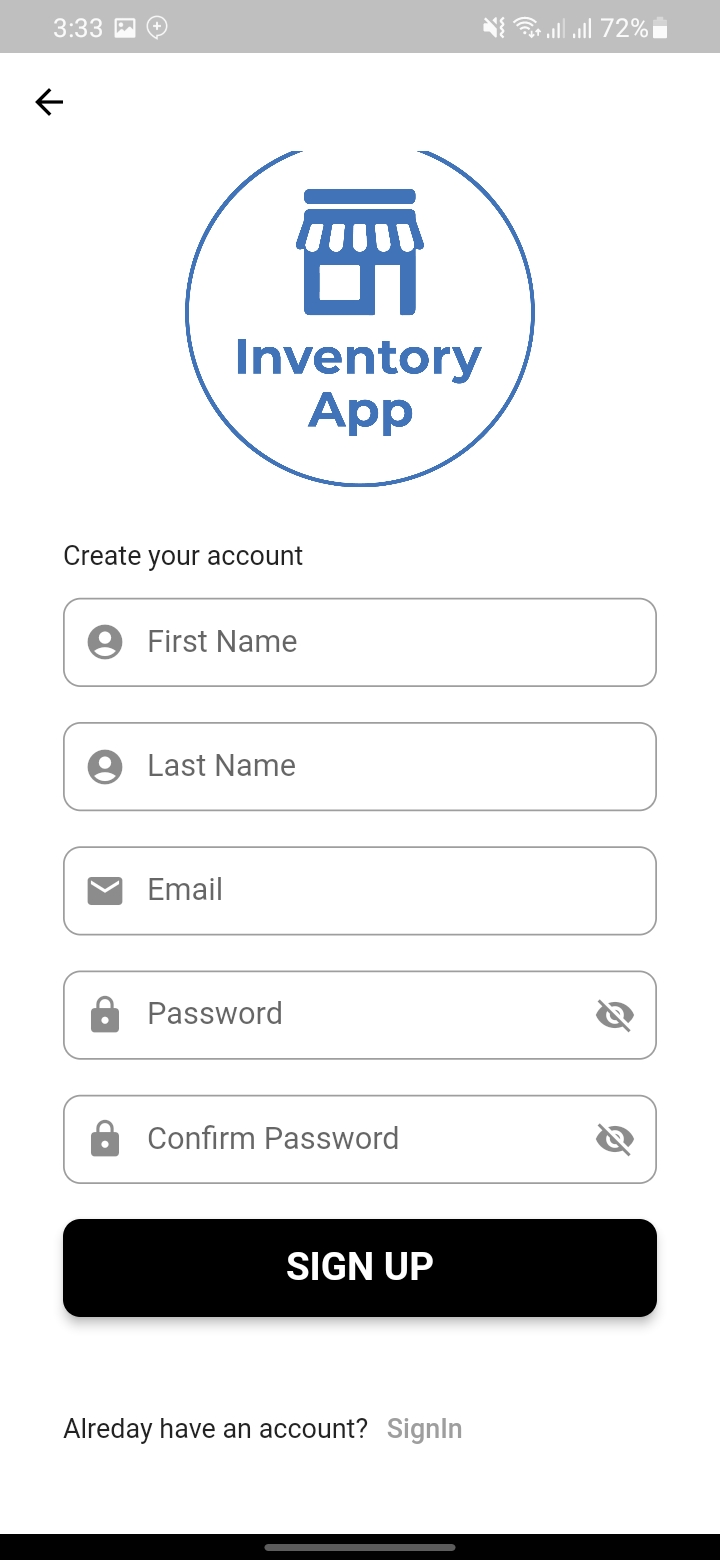 3:33
72%
Inventory
App
Create your account
First Name
Last Name
Email
Password
Confirm Password
SIGN UP
Alreday have an account? SignIn